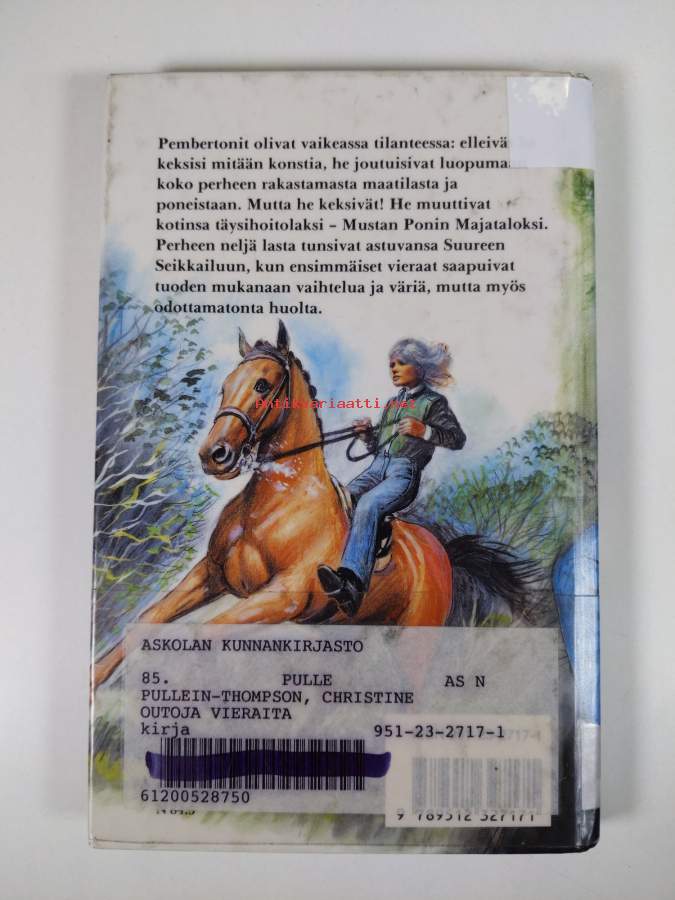 Pembertonit olivat vaikeassa tilanteessa:
keksisi mitään konstia, he joutuisivat
koko perheen rakastamasta maatilasta ja
poneistaan. Mutta he keksivät! He muuttivat
kotinsa täysihoitolaksi – Mustan Ponin Majataloksi.
Perheen neljä lasta tunsivat astuvansa Suureen
Seikkailuun, kun ensimmäiset vieraat saapuivat
tuoden mukanaan vaihtelua ja väriä, mutta myös
odottamatonta huolta.
Antikvariaatti.net
ASKOLAN KUNNANKIRJASTO
85. PULLE AS N
PULLEIN-THOMPSON, CHRISTINE
OUTOJA VIERAITA
kirja 951-23-2717-1
61200528750
9 789512 327171